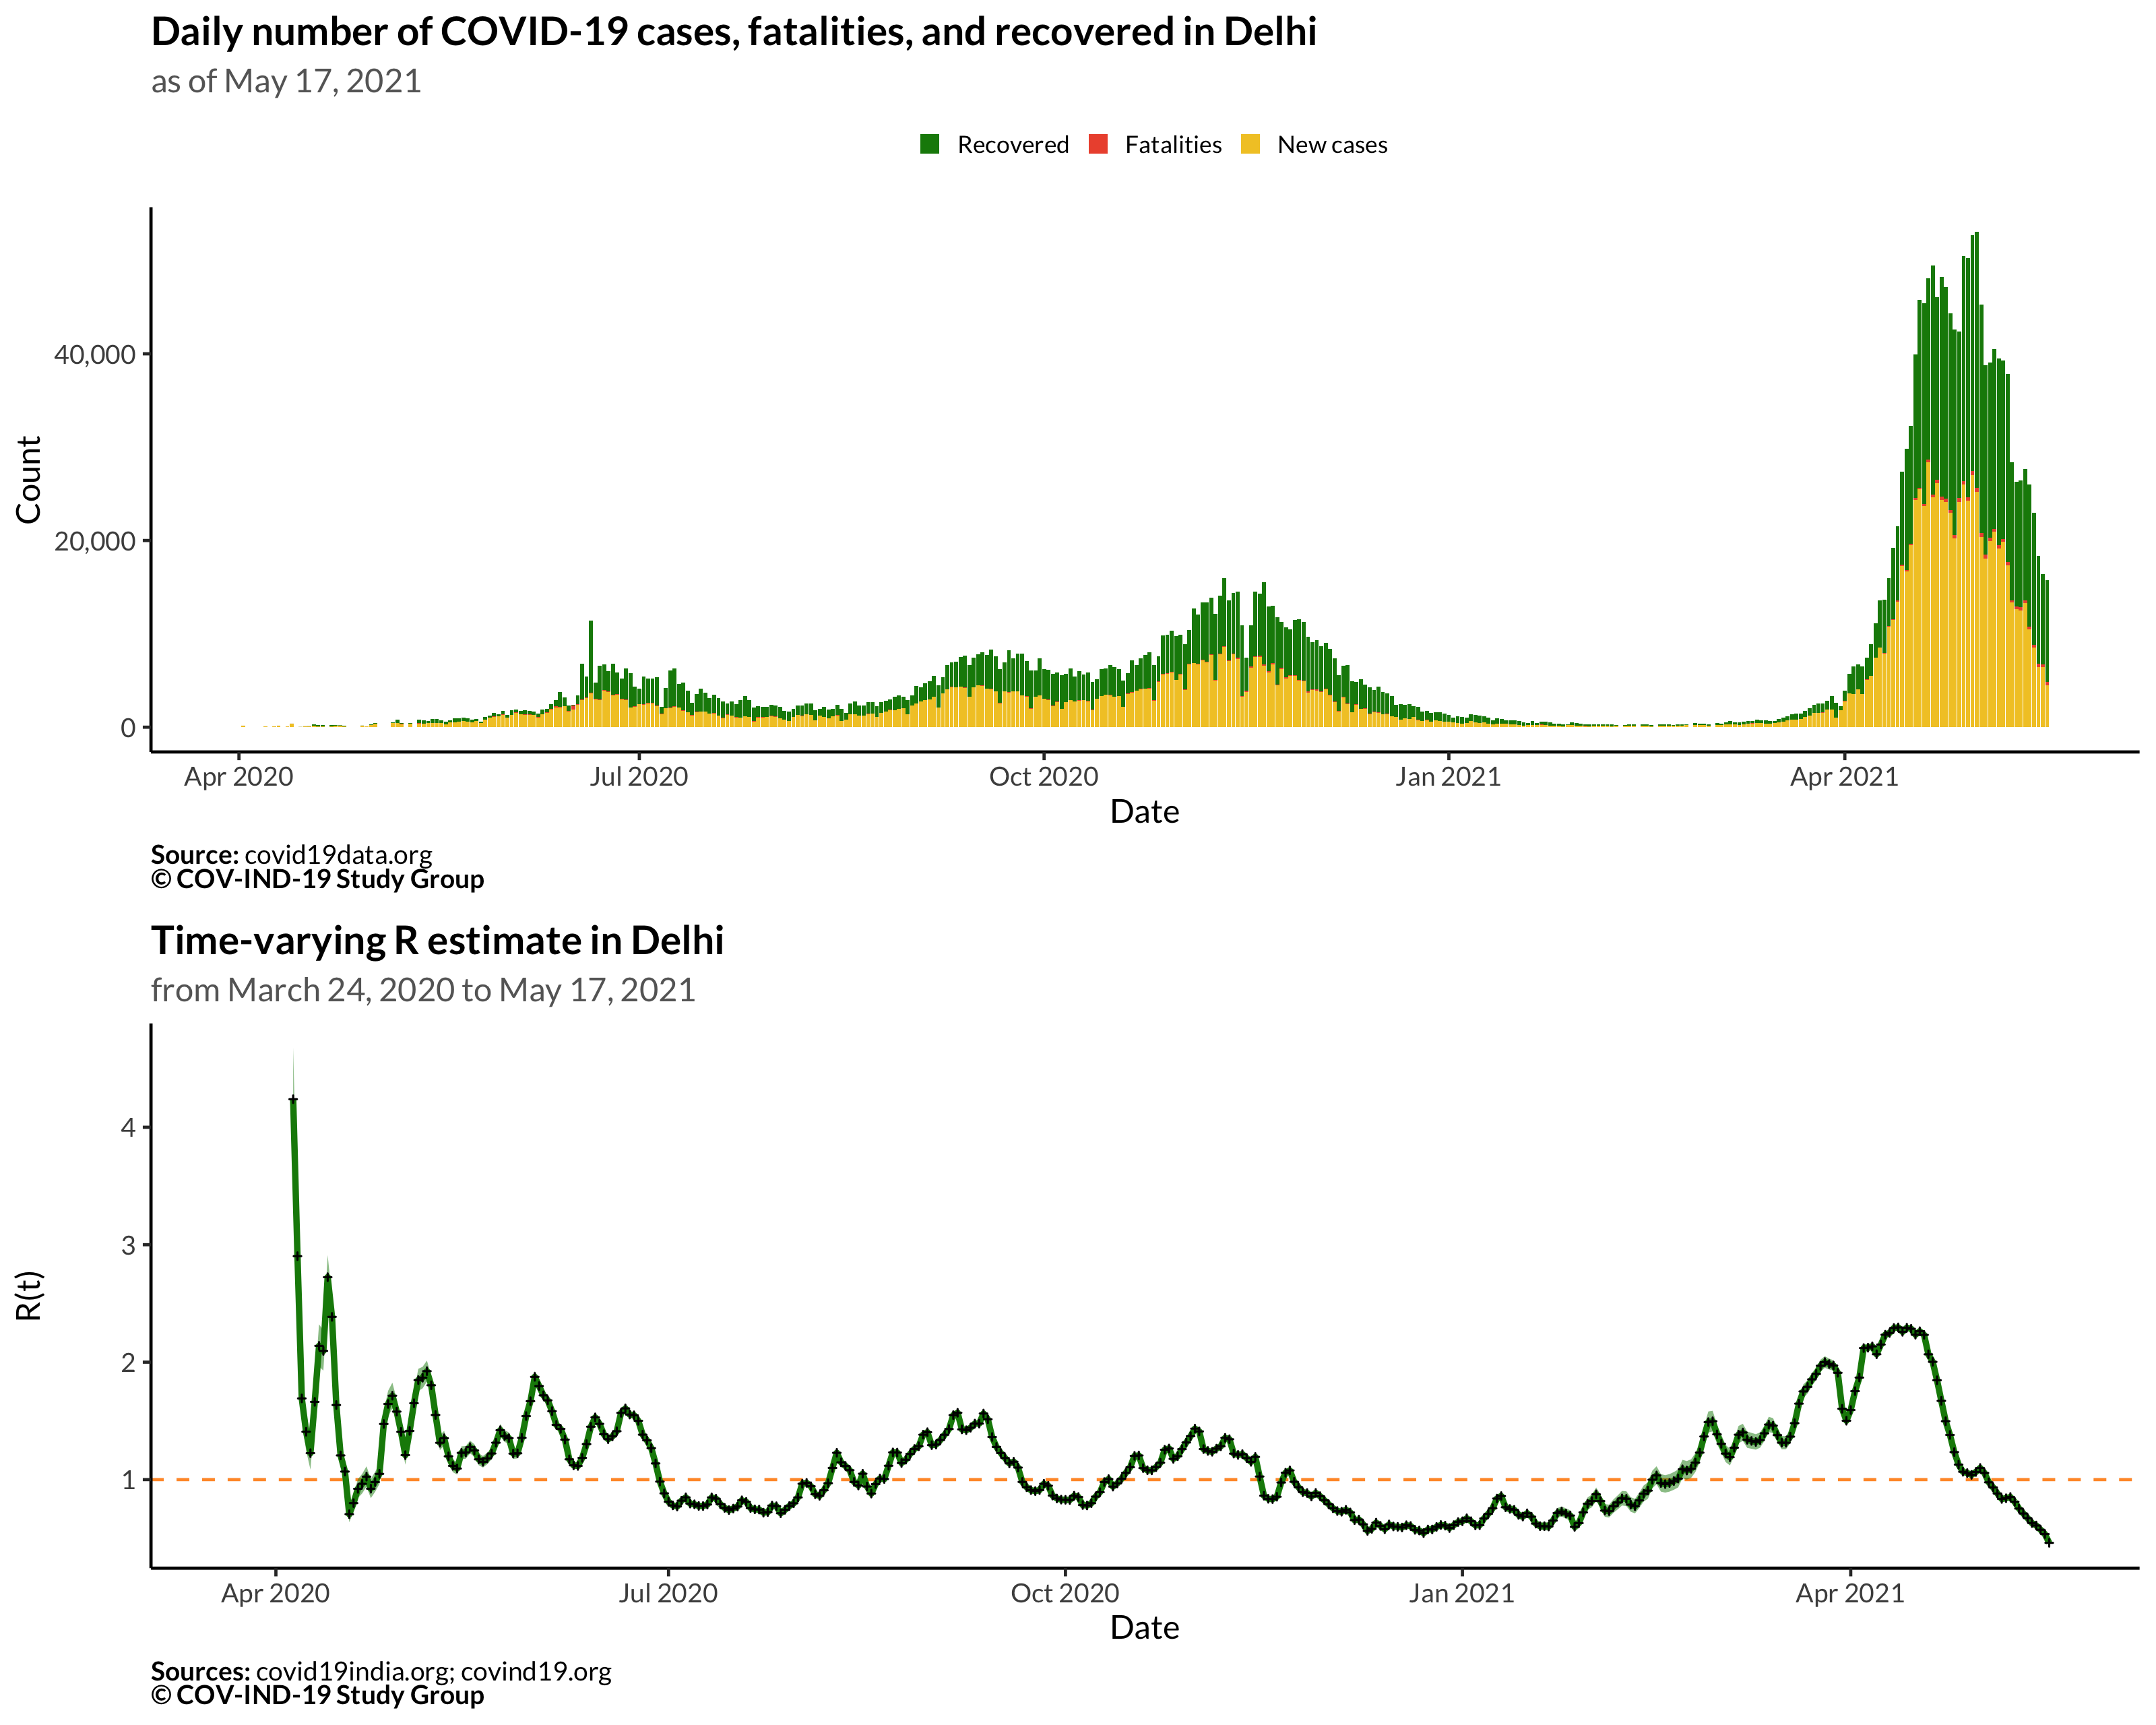 Daily number of COVID-19 cases, fatalities, and recovered in Delhi
as of May 17, 2021
Recovered Fatalities New cases
Count
40,000
20,000
0
Apr 2020 Jul 2020 Oct 2020 Jan 2021 Apr 2021
Date
Source: covid19data.org
© COV-IND-19 Study Group
Time-varying R estimate in Delhi
from March 24, 2020 to May 17, 2021
R(t)
4
3
2
1
Apr 2020 Jul 2020 Oct 2020 Jan 2021 Apr 2021
Date
Sources: covid19india.org; covind19.org
© COV-IND-19 Study Group